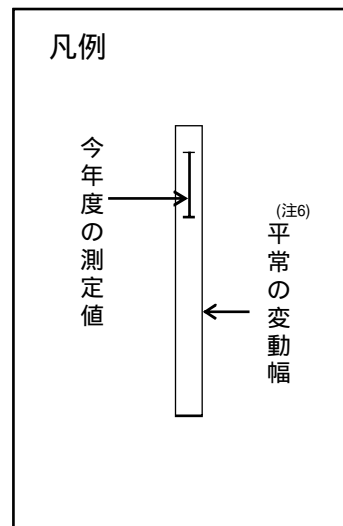 凡例
今年度の測定値
(注6)
平常の変動幅